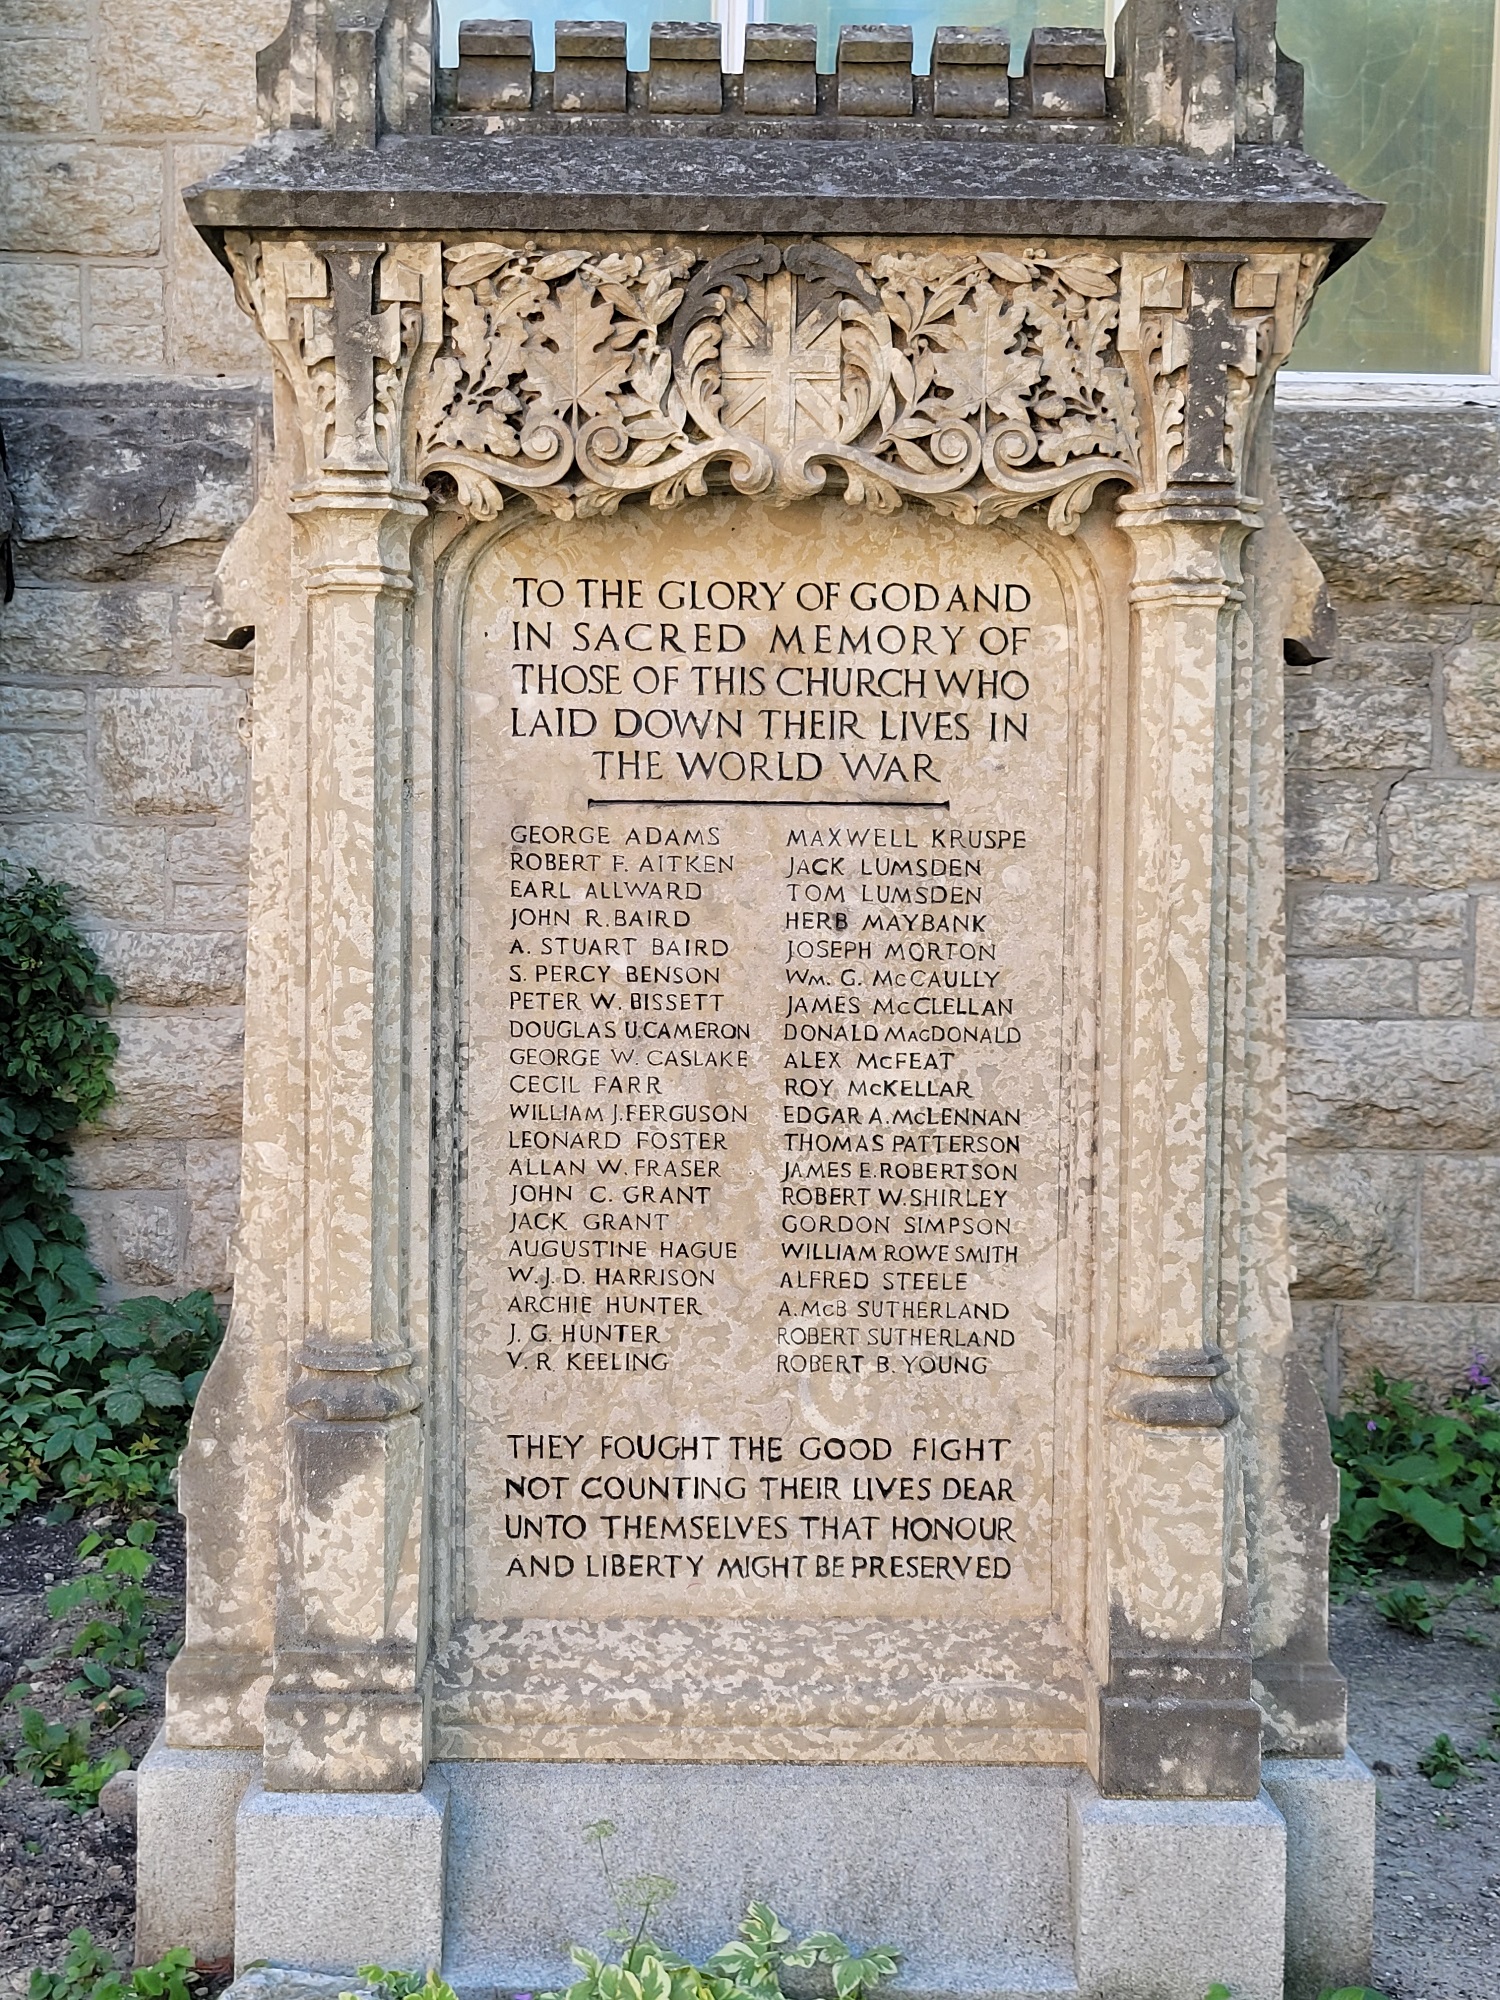 TO THE GLORY OF GOD AND
IN SACRED MEMORY OF
THOSE OF THIS CHURCH WHO
LAID DOWN THEIR LIVES IN
THE WORLD WAR
GEORGE ADAMS
ROBERT F. AITKEN
EARL ALLWARD
JOHN R. BAIRD
A. STUART BAIRD
S. PERCY BENSON
PETER W. BISSETT
DOUGLAS U. CAMERON
GEORGE W. CASLAKE
CECIL FARR
WILLIAM J. FERGUSON
LEONARD FOSTER
ALLAN W. FRASER
JOHN C. GRANT
JACK GRANT
AUGUSTINE HAGUE
W. J. D. HARRISON
ARCHIE HUNTER
J. G. HUNTER
V. R. KEELING
MAXWELL KRUSPE
JACK LUMSDEN
TOM LUMSDEN
HERB MAYBANK
JOSEPH MORTON
WM. G. McCAULLY
JAMES McCLELLAN
DONALD MacDONALD
ALEX McFEAT
ROY McKELLAR
EDGAR A. McLENNAN
THOMAS PATTERSON
JAMES E. ROBERTSON
ROBERT W. SHIRLEY
GORDON SIMPSON
WILLIAM ROWE SMITH
ALFRED STEELE
A. McB SUTHERLAND
ROBERT SUTHERLAND
ROBERT B. YOUNG
THEY FOUGHT THE GOOD FIGHT
NOT COUNTING THEIR LIVES DEAR
UNTO THEMSELVES THAT HONOUR
AND LIBERTY MIGHT BE PRESERVED